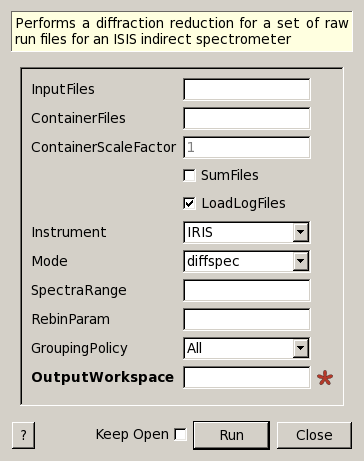 Performs a diffraction reduction for a set of raw
run files for an ISIS indirect spectrometer
InputFiles
ContainerFiles
ContainerScaleFactor 1
SumFiles
LoadLogFiles
Instrument IRIS
Mode diffspec
SpectraRange
RebinParam
GroupingPolicy All
OutputWorkspace *
? Keep Open Run Close